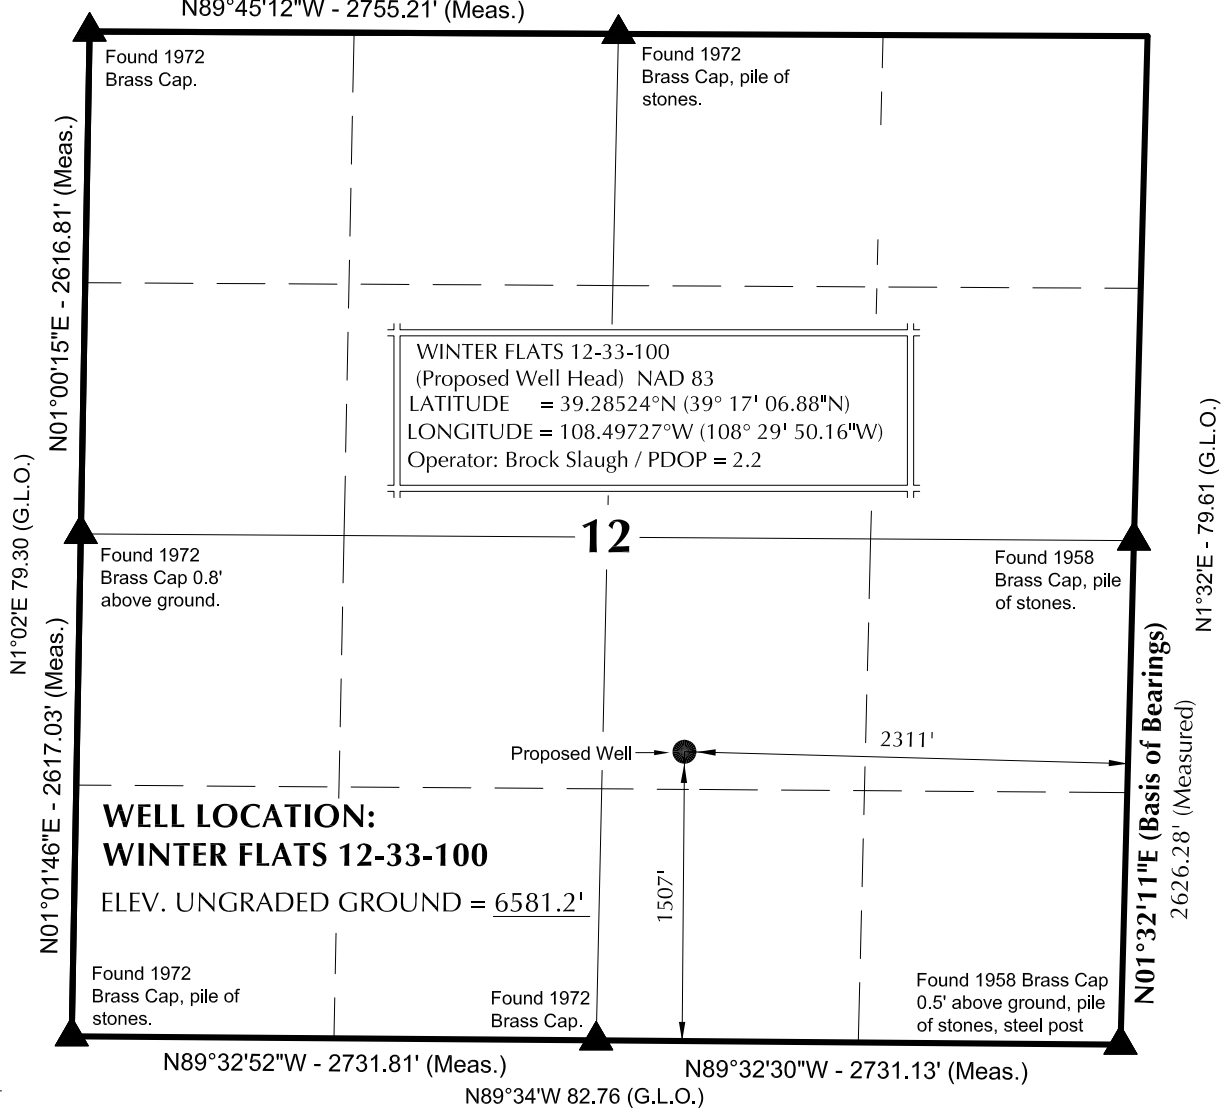 N89°45'12"W - 2755.21' (Meas.)
Found 1972
Brass Cap.
Found 1972
Brass Cap, pile of
stones.
N01°00'15"E - 2616.81' (Meas.)
WINTER FLATS 12-33-100
(Proposed Well Head) NAD 83
LATITUDE = 39.28524°N (39° 17' 06.88"N)
LONGITUDE = 108.49727°W (108° 29' 50.16"W)
Operator: Brock Slaugh / PDOP = 2.2
N1°02'E 79.30 (G.L.O.)
N1°32'E - 79.61 (G.L.O.)
12
Found 1972
Brass Cap 0.8'
above ground.
Found 1958
Brass Cap, pile
of stones.
N01°01'46"E - 2617.03' (Meas.)
N01°32'11"E (Basis of Bearings)
2626.28' (Measured)
Proposed Well
2311'
1507'
WELL LOCATION:
WINTER FLATS 12-33-100
ELEV. UNGRADED GROUND = 6581.2'
Found 1972
Brass Cap, pile of
stones.
Found 1972
Brass Cap.
Found 1958 Brass Cap
0.5' above ground, pile
of stones, steel post
N89°32'52"W - 2731.81' (Meas.)
N89°32'30"W - 2731.13' (Meas.)
N89°34'W 82.76 (G.L.O.)